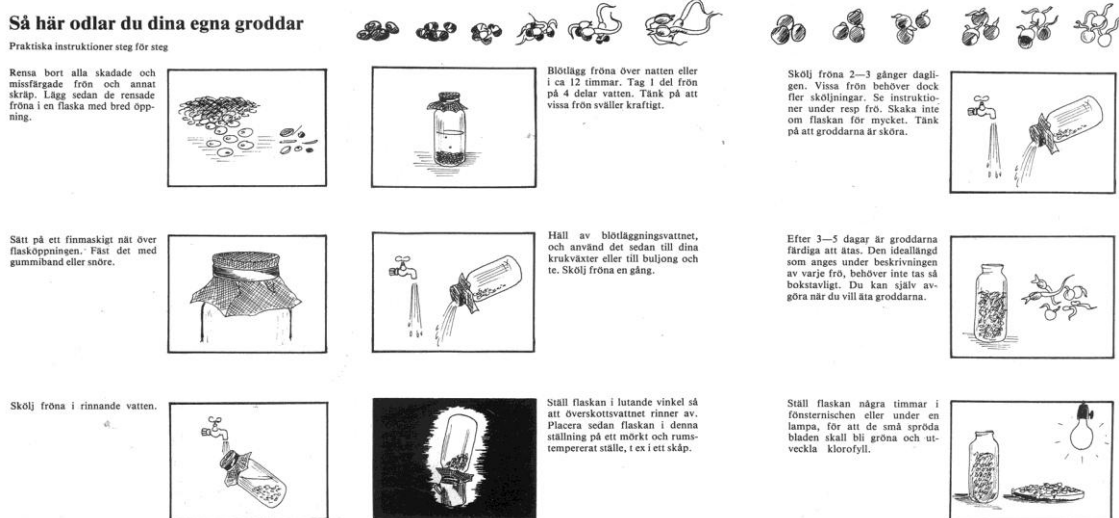 Så här odlar du dina egna groddar
Praktiska instruktioner steg för steg
Rensa bort alla skadade och
missfärgade frön och annat
skräp. Lägg sedan de rensade
fröna i en flaska med bred öpp-
ning.
Sätt på ett finmaskigt nät över
flasköppningen. Fäst det med
gummiband eller snöre.
Skölj fröna i rinnande vatten.
Blötlägg fröna över natten eller
i ca 12 timmar. Tag 1 del frön
på 4 delar vatten. Tänk på att
vissa frön sväller kraftigt.
Häll av blötläggningsvattnet,
och använd det sedan till dina
krukväxter eller till buljong och
te. Skölj fröna en gång.
Ställ flaskan i lutande vinkel så
att överskottsvattnet rinner av.
Placera sedan flaskan i denna
ställning på ett mörkt och rums-
tempererat ställe, t ex i ett skåp.
Skölj fröna 2—3 gånger dagli-
gen. Vissa frön behöver dock
fler sköljningar. Se instruktio-
ner under resp frö. Skaka inte
om flaskan för mycket. Tänk
på att groddarna är sköra.
Efter 3—5 dagar är groddarna
färdiga att ätas. Den ideallängd
som anges under beskrivningen
av varje frö, behöver inte tas så
bokstavligt. Du kan själv av-
göra när du vill äta groddarna.
Ställ flaskan några timmar i
fönsternischen eller under en
lampa, för att de små spröda
bladen skall bli gröna och ut-
veckla klorofyll.